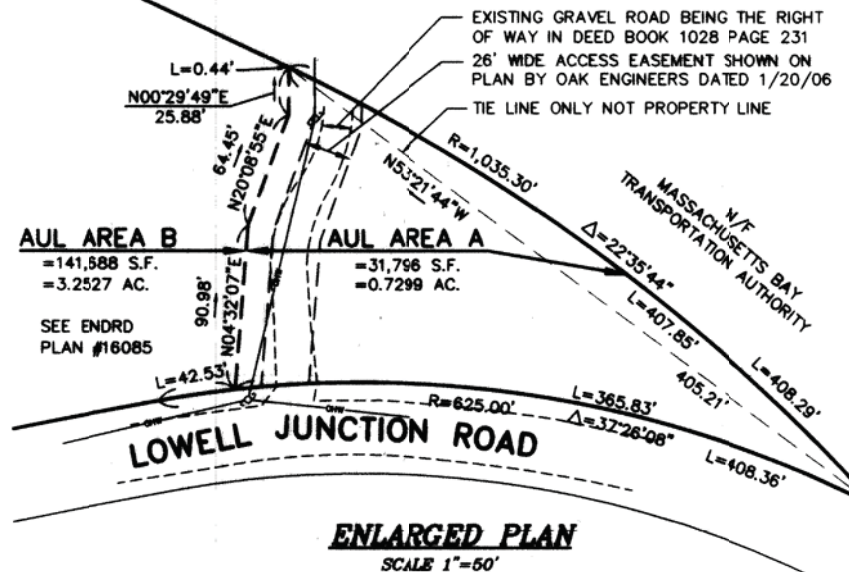 EXISTING GRAVEL ROAD BEING THE RIGHT
OF WAY IN DEED BOOK 1028 PAGE 231
26' WIDE ACCESS EASEMENT SHOWN ON
PLAN BY OAK ENGINEERS DATED 1/20/06
TIE LINE ONLY NOT PROPERTY LINE
L=0.44'
N00°29'49"E
25.88'
64.45'
N20°08'55"E
N53°21'44"W
R=1,035.30'
N/F
MASSACHUSETTS BAY
TRANSPORTATION AUTHORITY
Δ=22°35'44"
L=407.85'
405.21'
L=408.29'
AUL AREA B
=141,688 S.F.
=3.2527 AC.
AUL AREA A
=31,796 S.F.
=0.7299 AC.
SEE ENDRD
PLAN #16085
90.98'
N04°32'07"E
L=42.53'
R=625.00'
L=365.83'
Δ=37°26'08"
L=408.36'
OHW
OHW
OHW
LOWELL JUNCTION ROAD
ENLARGED PLAN
SCALE 1"=50'